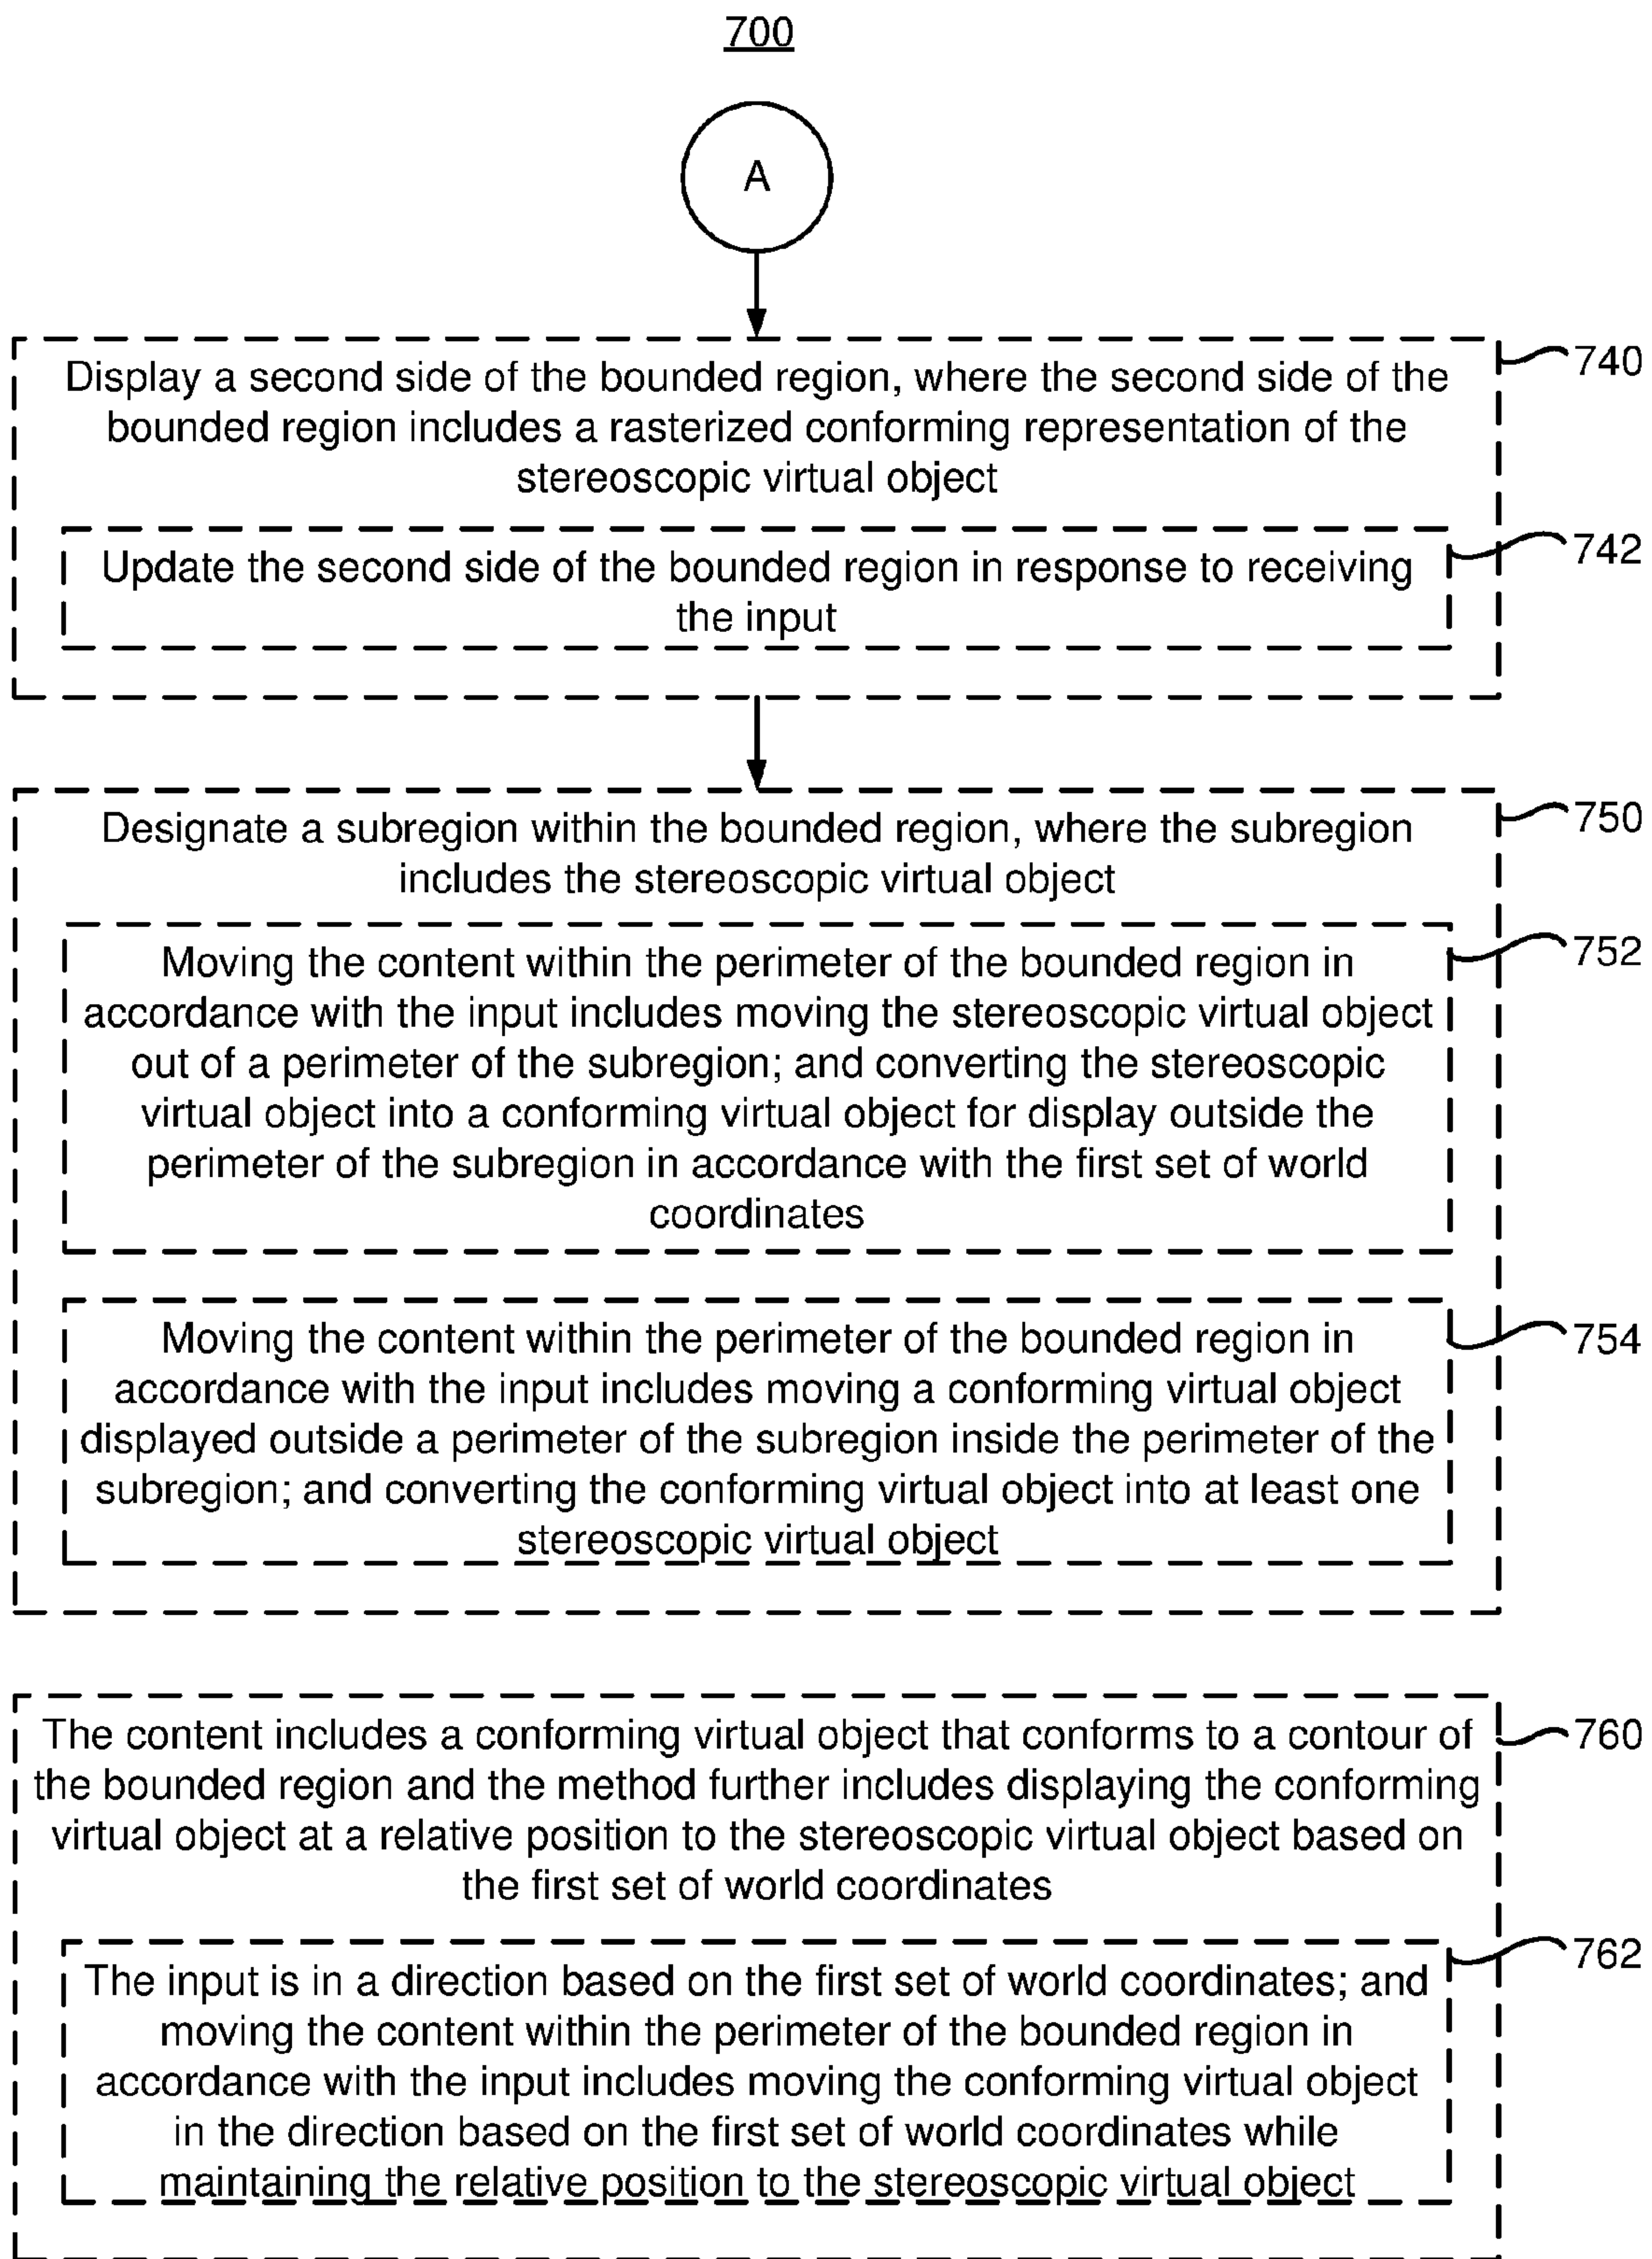 700
A
Display a second side of the bounded region, where the second side of the
bounded region includes a rasterized conforming representation of the
stereoscopic virtual object
740
Update the second side of the bounded region in response to receiving
the input
742
Designate a subregion within the bounded region, where the subregion
includes the stereoscopic virtual object
750
Moving the content within the perimeter of the bounded region in
accordance with the input includes moving the stereoscopic virtual object
out of a perimeter of the subregion; and converting the stereoscopic
virtual object into a conforming virtual object for display outside the
perimeter of the subregion in accordance with the first set of world
coordinates
752
Moving the content within the perimeter of the bounded region in
accordance with the input includes moving a conforming virtual object
displayed outside a perimeter of the subregion inside the perimeter of the
subregion; and converting the conforming virtual object into at least one
stereoscopic virtual object
754
The content includes a conforming virtual object that conforms to a contour of
the bounded region and the method further includes displaying the conforming
virtual object at a relative position to the stereoscopic virtual object based on
the first set of world coordinates
760
The input is in a direction based on the first set of world coordinates; and
moving the content within the perimeter of the bounded region in
accordance with the input includes moving the conforming virtual object
in the direction based on the first set of world coordinates while
maintaining the relative position to the stereoscopic virtual object
762